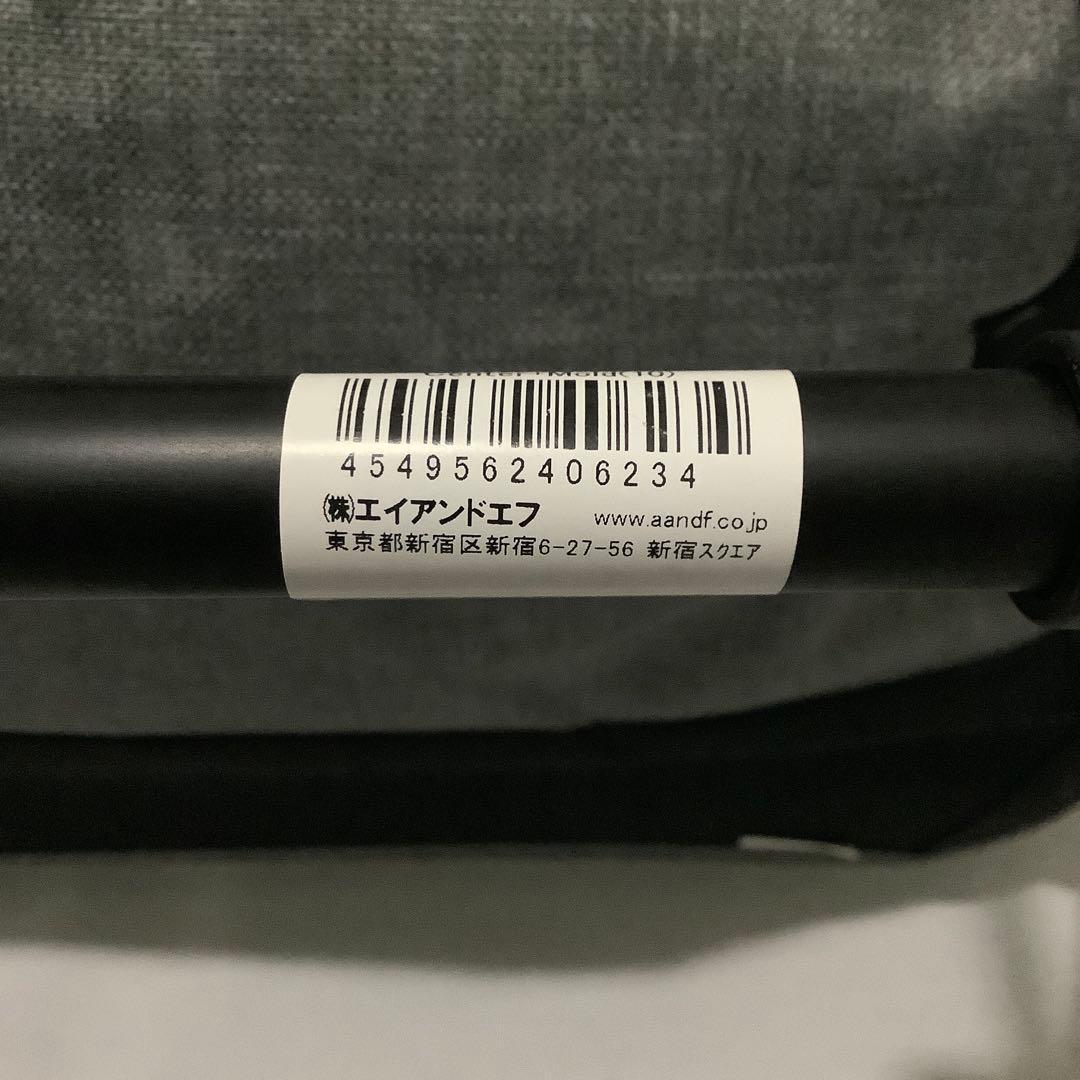 4549562406234
㈱エイアンドエフ www.aandf.co.jp
東京都新宿区新宿6-27-56 新宿スクエア